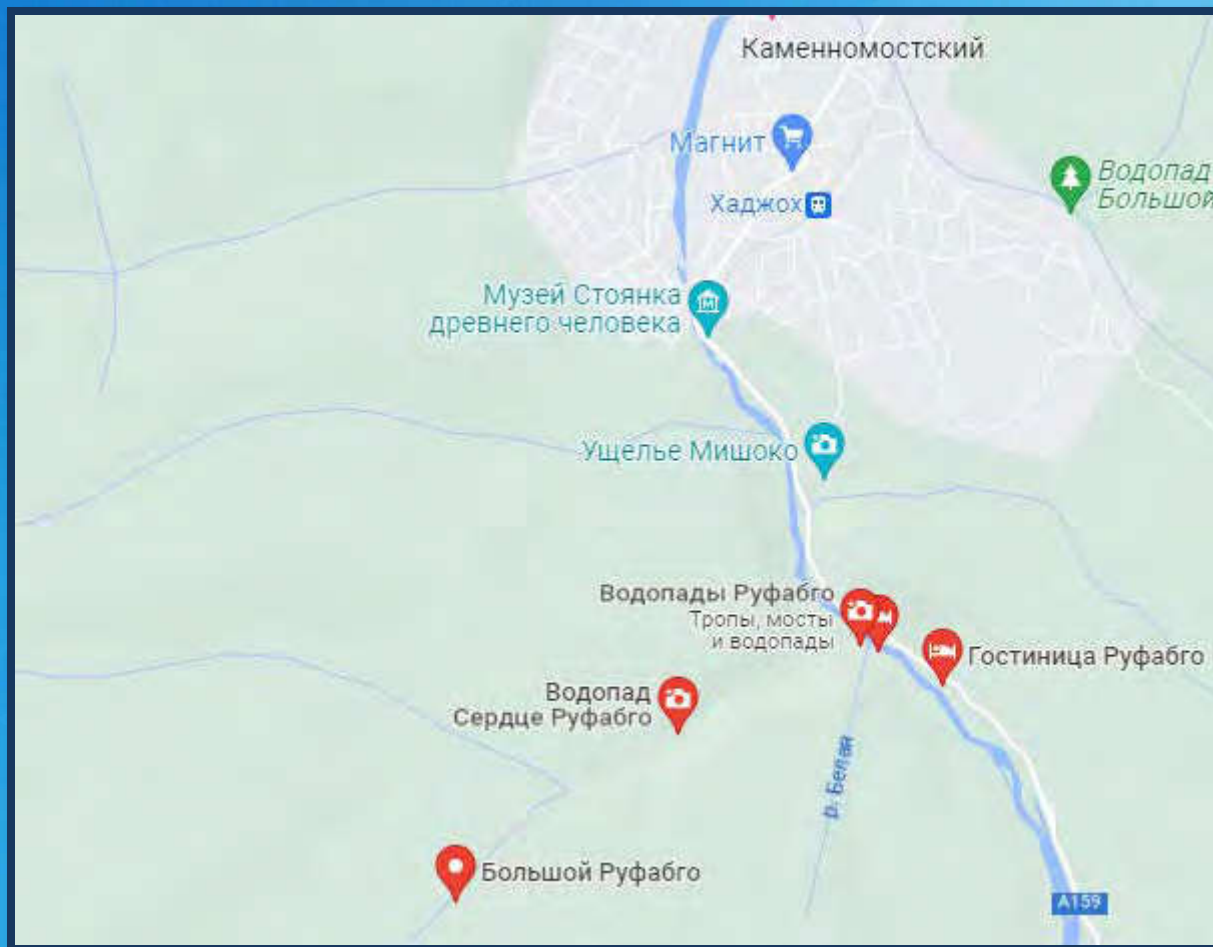 Каменномостский
Магнит
Водопад
Большой
Хаджох
Музей Стоянка
древнего человека
Ущелье Мишоко
Водопады Руфабго
Тропы, мосты
и водопады
Гостиница Руфабго
Водопад
Сердце Руфабго
р. Белая
Большой Руфабго
А159